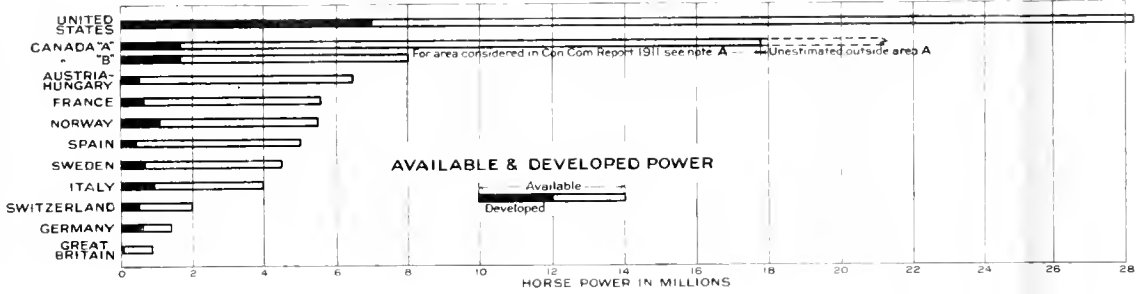 UNITED
STATES
CANADA "A"
" "B"
For area considered in Con Com Report 1911 see note A
Unestimated outside area A
AUSTRIA-
HUNGARY
FRANCE
NORWAY
SPAIN
SWEDEN
AVAILABLE & DEVELOPED POWER
ITALY
Available
Developed
SWITZERLAND
GERMANY
GREAT
BRITAIN
0 2 4 6 8 10 12 14 16 18 20 22 24 26 28
HORSE POWER IN MILLIONS